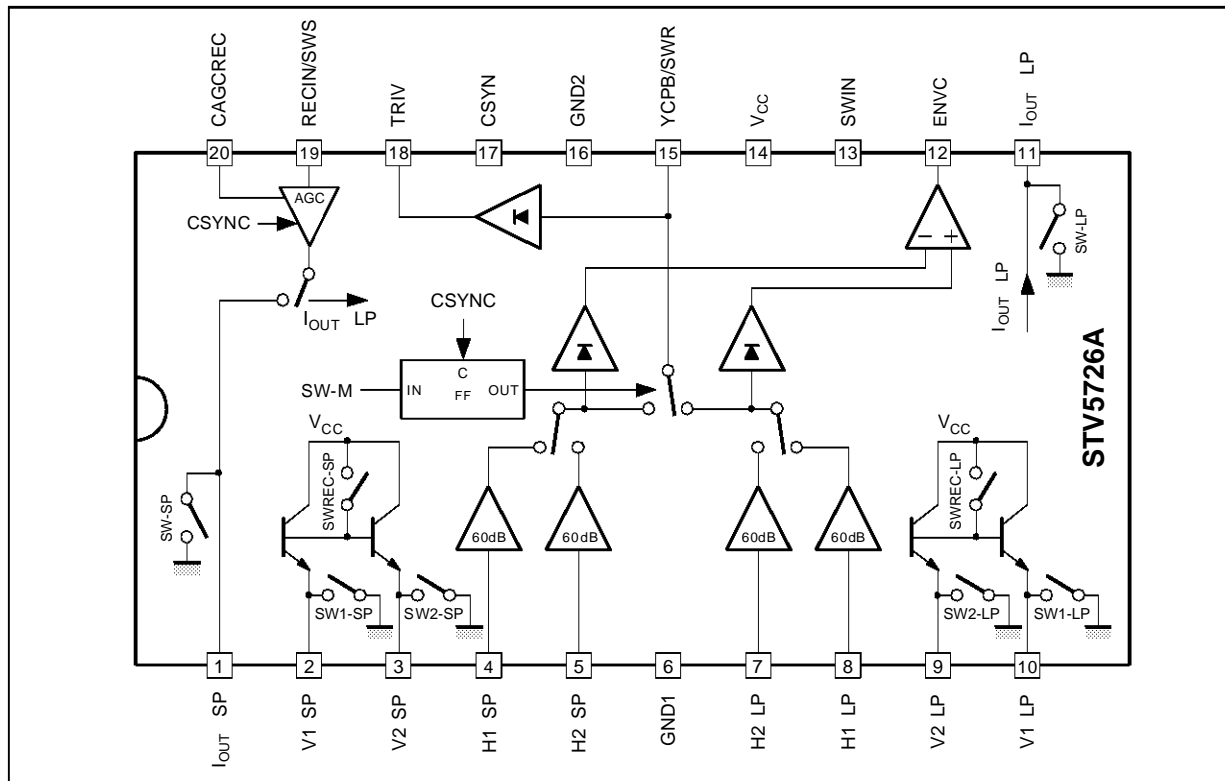 CAGCREC
RECIN/SWS
TRIV
CSYN
GND2
YCPB/SWR
VCC
SWIN
ENVC
IOUT LP
20
19
18
17
16
15
14
13
12
11
AGC
CSYNC
IOUT LP
SW-LP
IOUT LP
CSYNC
SW-M
IN
C
FF
OUT
STV5726A
VCC
VCC
SW-SP
SWREC-SP
SWREC-LP
60dB
60dB
60dB
60dB
SW1-SP
SW2-SP
SW2-LP
SW1-LP
− +
1
2
3
4
5
6
7
8
9
10
IOUT SP
V1 SP
V2 SP
H1 SP
H2 SP
GND1
H2 LP
H1 LP
V2 LP
V1 LP